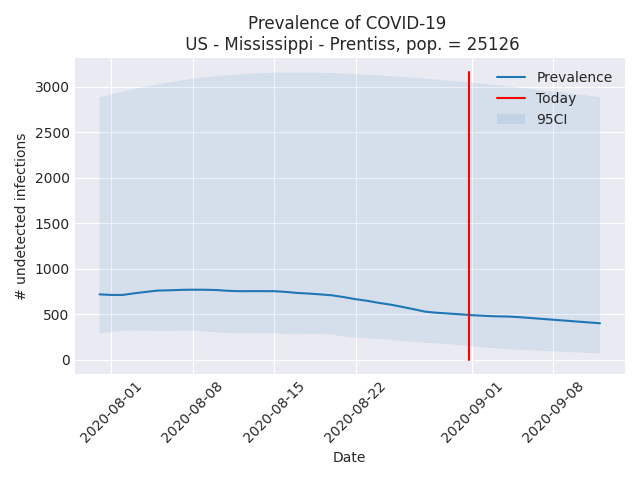 Prevalence of COVID-19
US - Mississippi - Prentiss, pop. = 25126
Prevalence
Today
95CI
# undetected infections
3000
2500
2000
1500
1000
500
0
2020-08-01
2020-08-08
2020-08-15
2020-08-22
2020-09-01
2020-09-08
Date